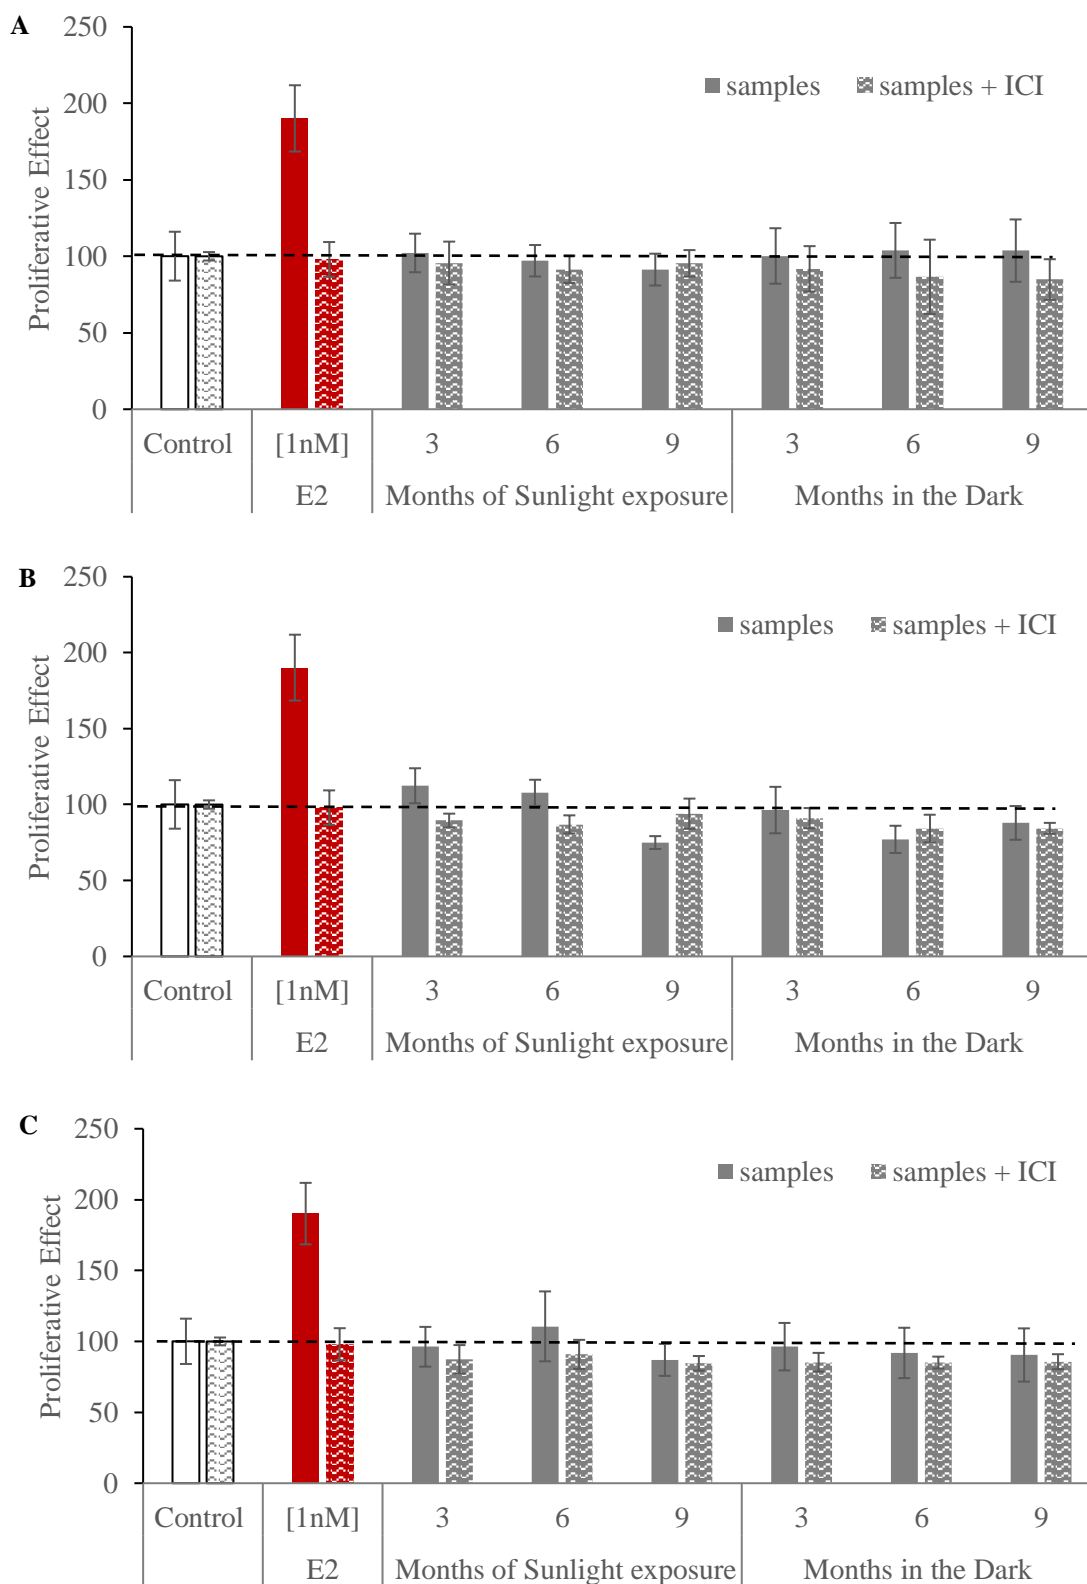 A
250
200
150
100
50
0
Proliferative Effect
samples samples + ICI
Control [1nM] 3 6 9 3 6 9
E2 Months of Sunlight exposure Months in the Dark
B
250
200
150
100
50
0
Proliferative Effect
samples samples + ICI
Control [1nM] 3 6 9 3 6 9
E2 Months of Sunlight exposure Months in the Dark
C
250
200
150
100
50
0
Proliferative Effect
samples samples + ICI
Control [1nM] 3 6 9 3 6 9
E2 Months of Sunlight exposure Months in the Dark